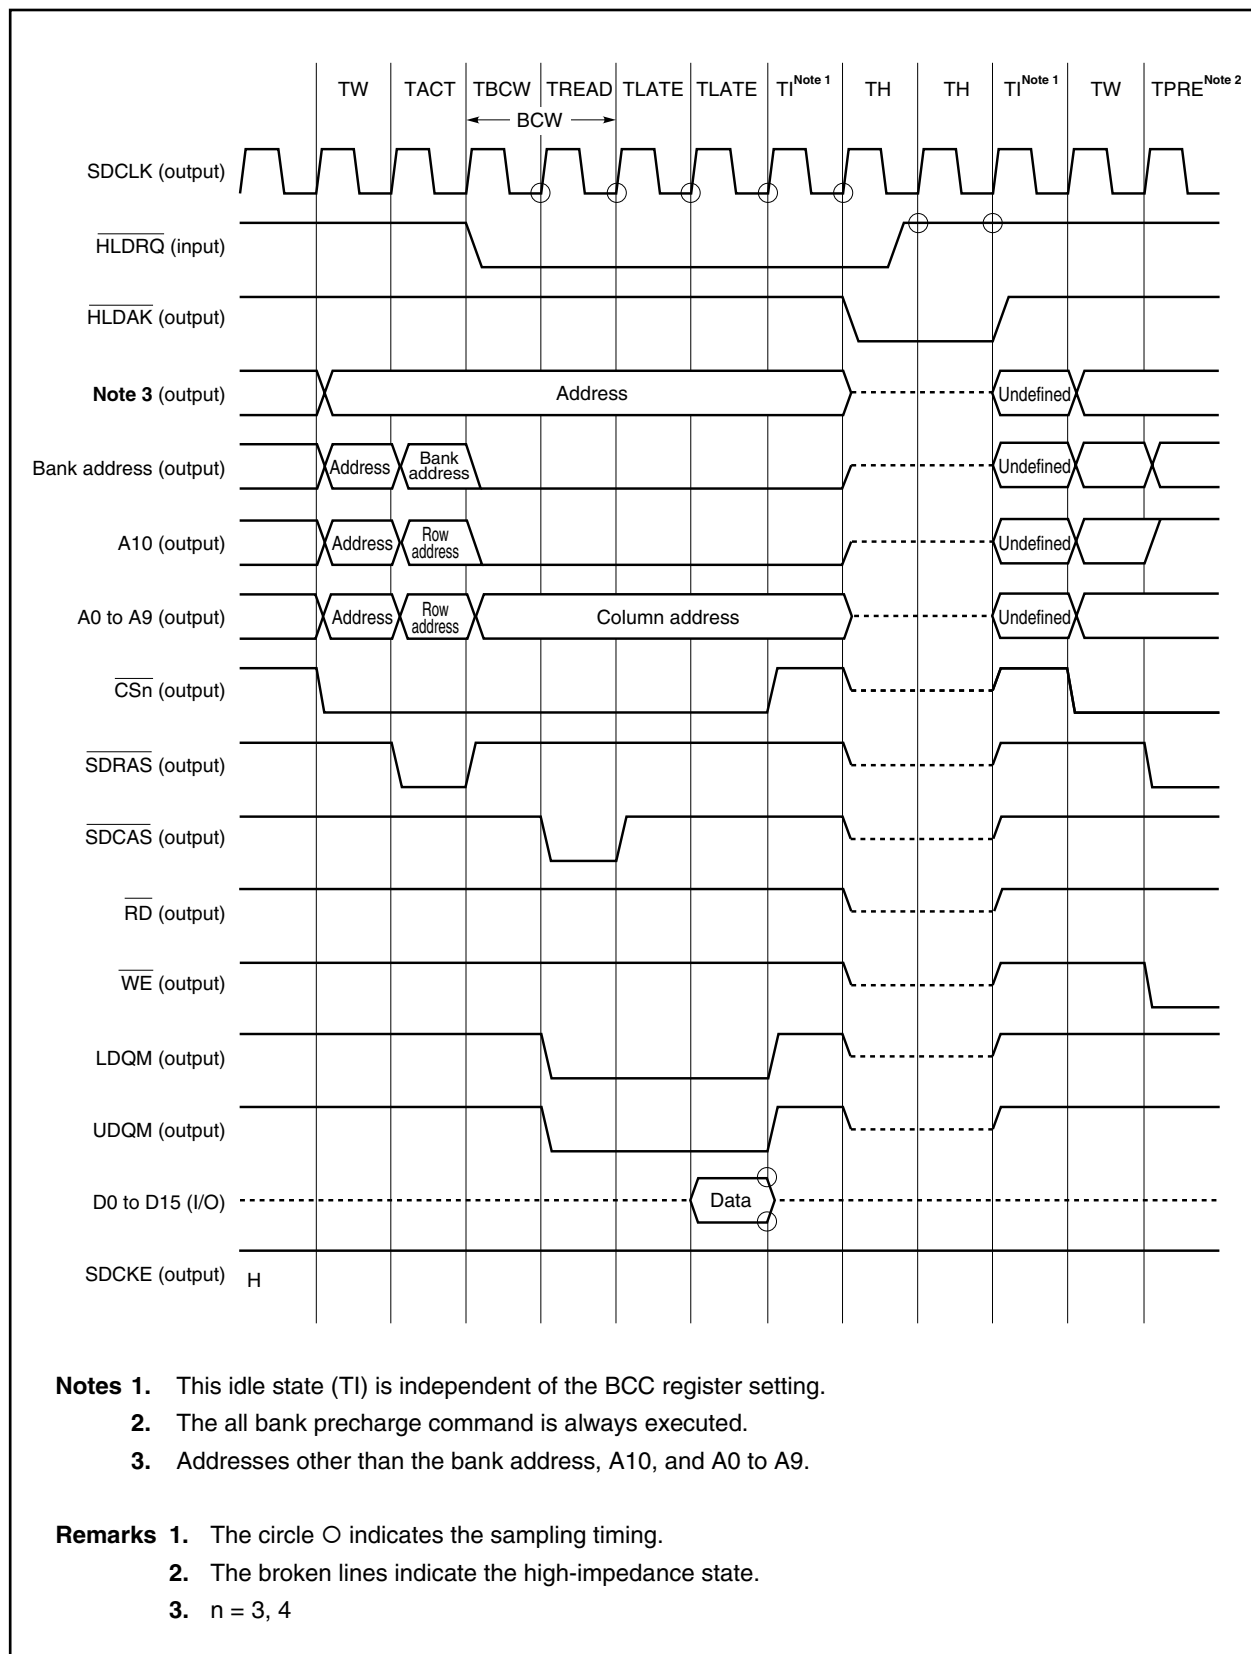 TW TACT TBCW TREAD TLATE TLATE TI Note 1 TH TH TI Note 1 TW TPRE Note 2
BCW
SDCLK (output)
HLDRQ (input)
HLDAK (output)
Note 3 (output) Address Undefined
Bank address (output) Address Bank address Undefined
A10 (output) Address Row address Undefined
A0 to A9 (output) Address Row address Column address Undefined
CSn (output)
SDRAS (output)
SDCAS (output)
RD (output)
WE (output)
LDQM (output)
UDQM (output)
D0 to D15 (I/O) Data
SDCKE (output) H
Notes 1. This idle state (TI) is independent of the BCC register setting.
2. The all bank precharge command is always executed.
3. Addresses other than the bank address, A10, and A0 to A9.
Remarks 1. The circle O indicates the sampling timing.
2. The broken lines indicate the high-impedance state.
3. n = 3, 4